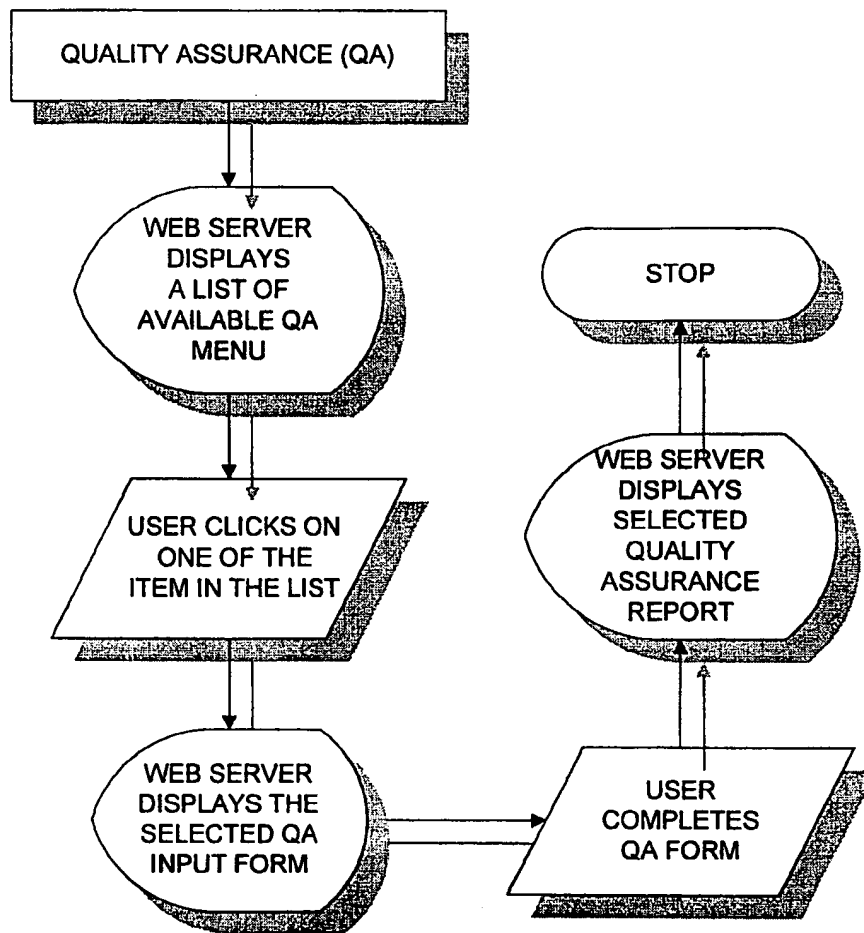 QUALITY ASSURANCE (QA)
WEB SERVER
DISPLAYS
A LIST OF
AVAILABLE QA
MENU
USER CLICKS ON
ONE OF THE
ITEM IN THE LIST
WEB SERVER
DISPLAYS THE
SELECTED QA
INPUT FORM
USER
COMPLETES
QA FORM
WEB SERVER
DISPLAYS
SELECTED
QUALITY
ASSURANCE
REPORT
STOP